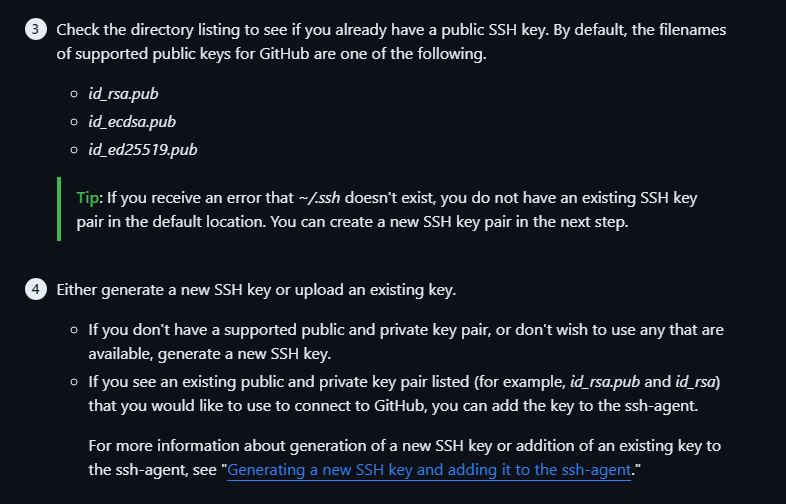 3 Check the directory listing to see if you already have a public SSH key. By default, the filenames
of supported public keys for GitHub are one of the following.
id_rsa.pub
id_ecdsa.pub
id_ed25519.pub
Tip: If you receive an error that ~/.ssh doesn't exist, you do not have an existing SSH key
pair in the default location. You can create a new SSH key pair in the next step.
4 Either generate a new SSH key or upload an existing key.
If you don't have a supported public and private key pair, or don't wish to use any that are
available, generate a new SSH key.
If you see an existing public and private key pair listed (for example, id_rsa.pub and id_rsa)
that you would like to use to connect to GitHub, you can add the key to the ssh-agent.
For more information about generation of a new SSH key or addition of an existing key to
the ssh-agent, see "Generating a new SSH key and adding it to the ssh-agent."